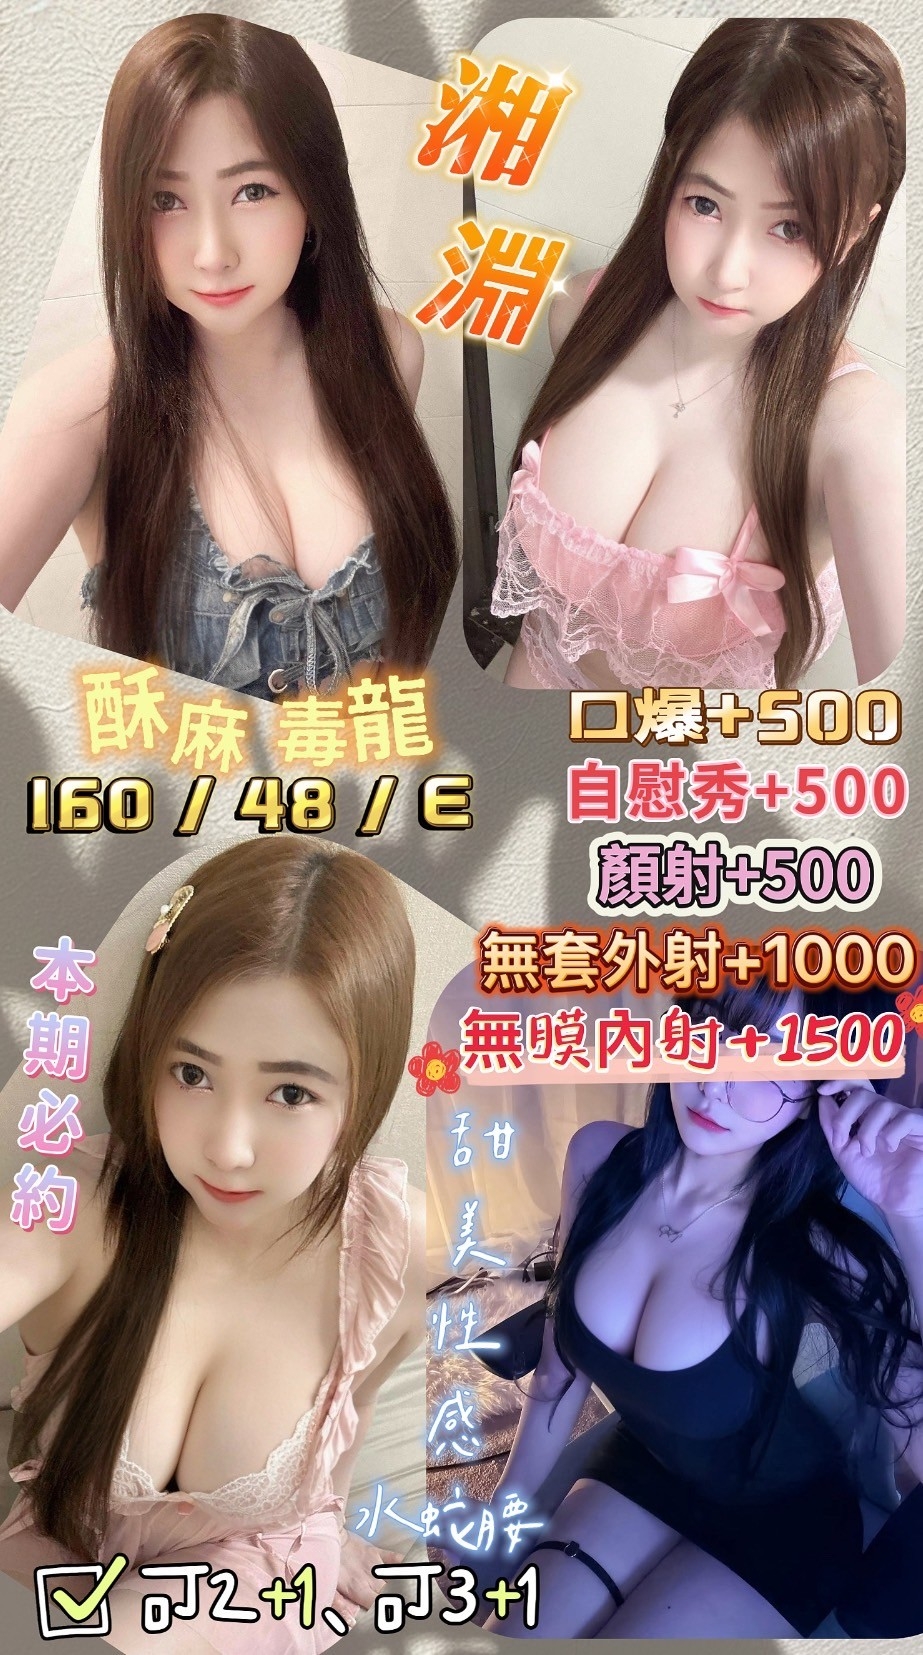 湘淵
酥麻 毒龍
160 / 48 / E
口爆+500
自慰秀+500
顏射+500
無套外射+1000
無膜內射+1500
本期必約
甜美性感
水蛇腰
可2+1、可3+1